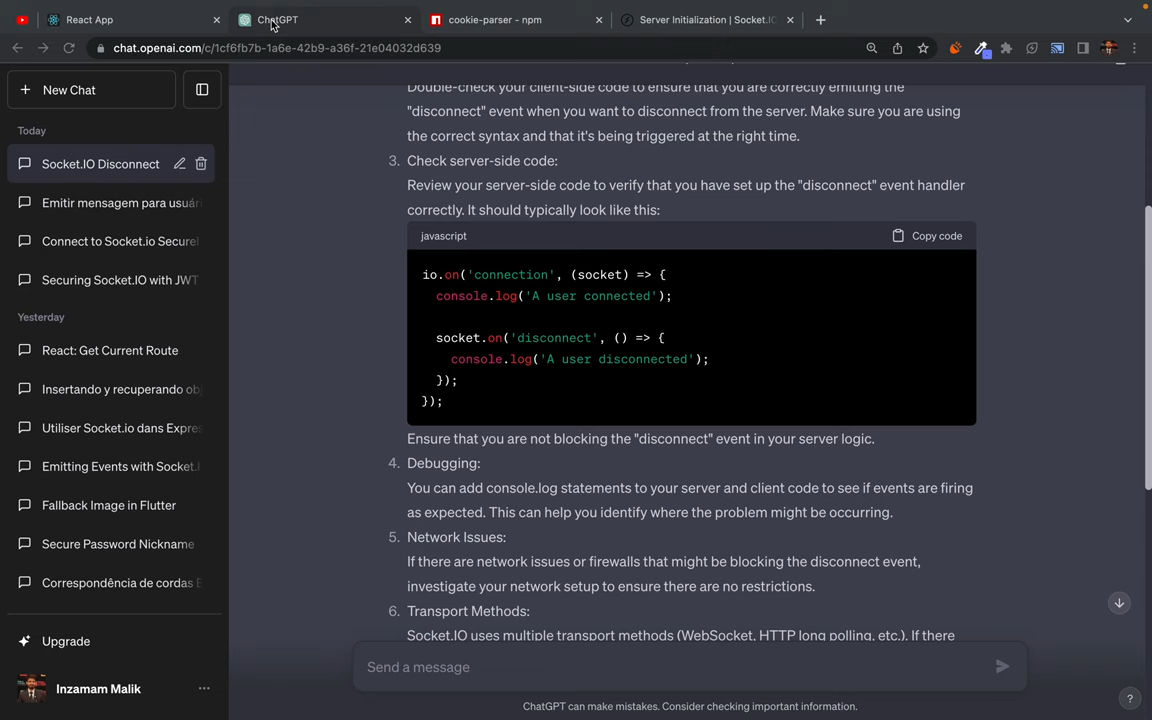 React App
ChatGPT
cookie-parser - npm
Server Initialization | Socket.IO
chat.openai.com/c/1cf6fb7b-1a6e-42b9-a36f-21e04032d639
New Chat
Today
Socket.IO Disconnect
Emitir mensagem para usuári
Connect to Socket.io Securel
Securing Socket.IO with JWT
Yesterday
React: Get Current Route
Insertando y recuperando obj
Utiliser Socket.io dans Expres
Emitting Events with Socket.I
Fallback Image in Flutter
Secure Password Nickname
Correspondência de cordas E
Upgrade
Inzamam Malik
Double-check your client-side code to ensure that you are correctly emitting the
"disconnect" event when you want to disconnect from the server. Make sure you are using
the correct syntax and that it's being triggered at the right time.
3. Check server-side code:
Review your server-side code to verify that you have set up the "disconnect" event handler
correctly. It should typically look like this:
javascript
Copy code
io.on('connection', (socket) => {
console.log('A user connected');
socket.on('disconnect', () => {
console.log('A user disconnected');
});
});
Ensure that you are not blocking the "disconnect" event in your server logic.
4. Debugging:
You can add console.log statements to your server and client code to see if events are firing
as expected. This can help you identify where the problem might be occurring.
5. Network Issues:
If there are network issues or firewalls that might be blocking the disconnect event,
investigate your network setup to ensure there are no restrictions.
6. Transport Methods:
Socket.IO uses multiple transport methods (WebSocket, HTTP long polling, etc.). If there
Send a message
ChatGPT can make mistakes. Consider checking important information.
?